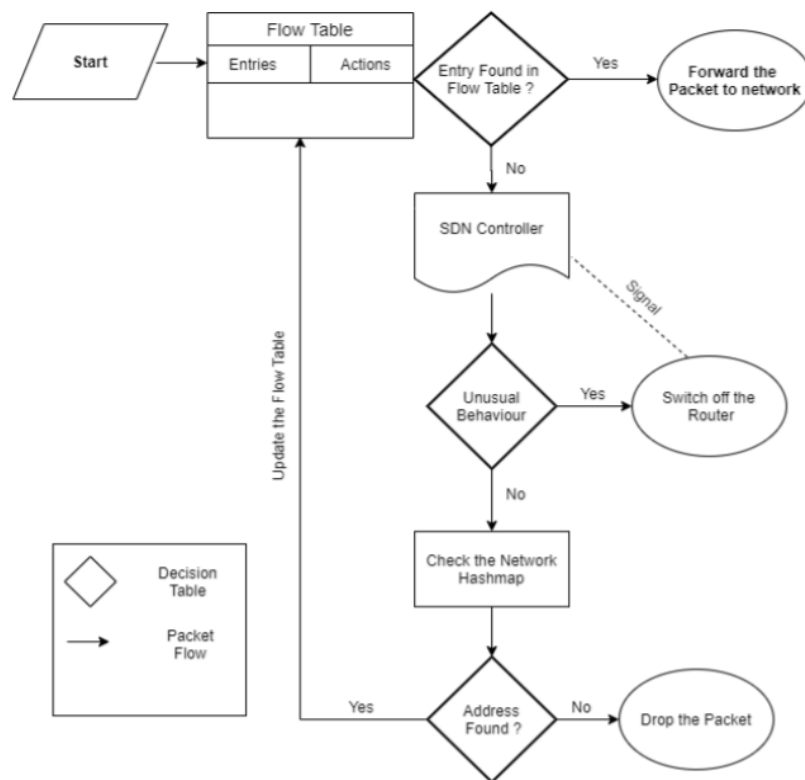 Start
Flow Table
Entries
Actions
Entry Found in
Flow Table ?
Yes
Forward the
Packet to network
No
SDN Controller
Signal
Unusual
Behaviour
Yes
Switch off the
Router
No
Check the Network
Hashmap
Update the Flow Table
Address
Found ?
Yes
No
Drop the Packet
Decision
Table
Packet
Flow